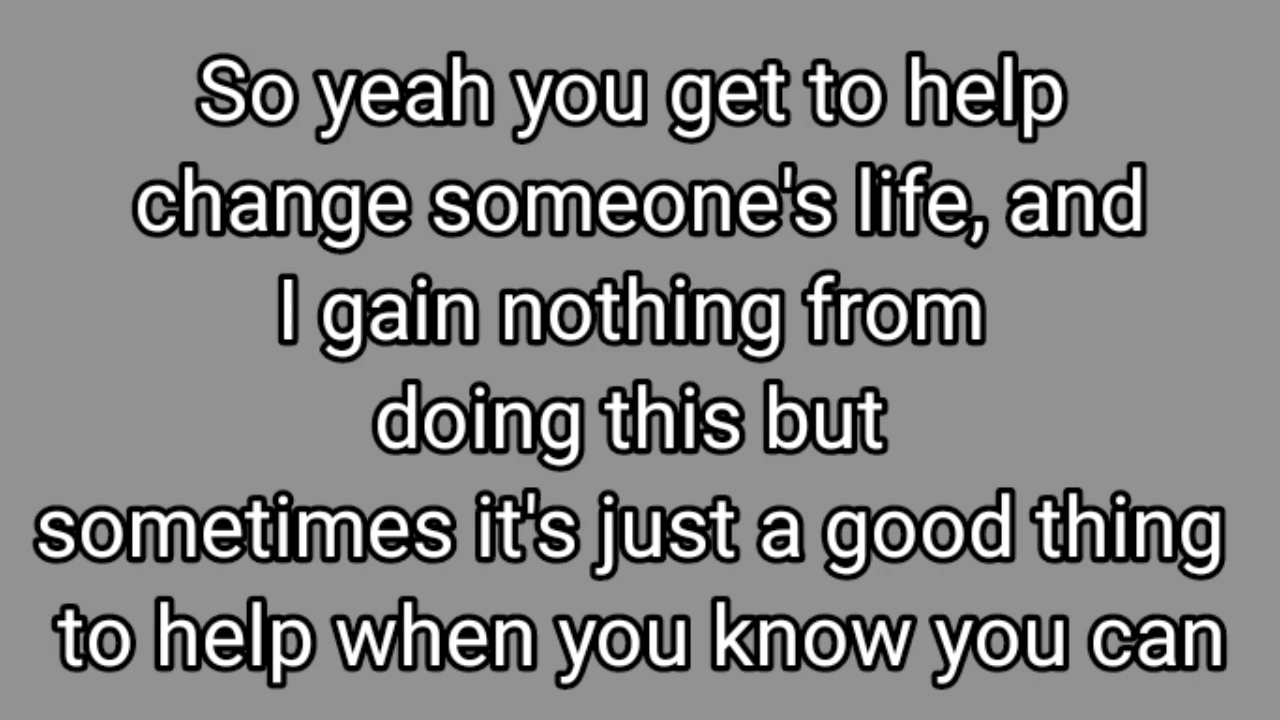 So yeah you get to help
change someone's life, and
I gain nothing from
doing this but
sometimes it's just a good thing
to help when you know you can